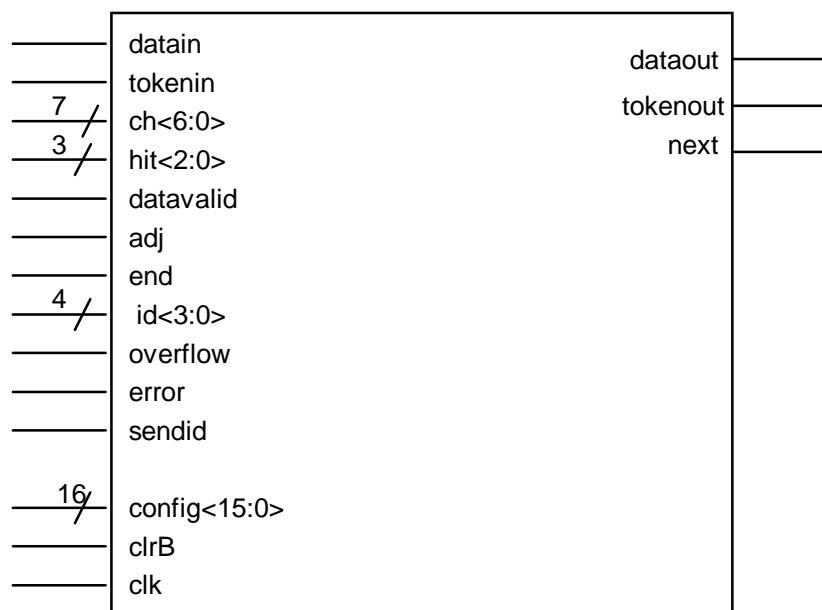 datain
tokenin
7
ch<6:0>
3
hit<2:0>
datavalid
adj
end
4
id<3:0>
overflow
error
sendid
16
config<15:0>
clrB
clk
dataout
tokenout
next